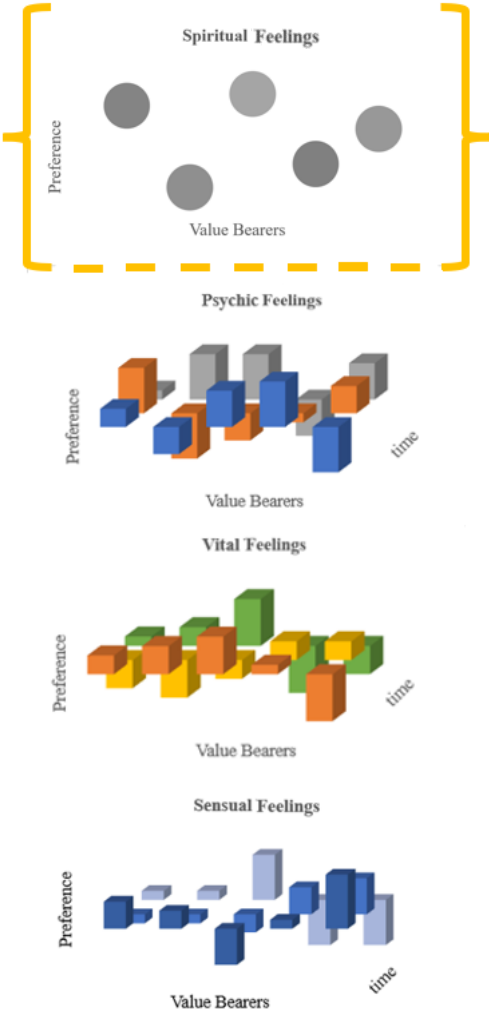 Spiritual Feelings
Preference
Value Bearers
Psychic Feelings
Preference
time
Value Bearers
Vital Feelings
Preference
time
Value Bearers
Sensual Feelings
Preference
time
Value Bearers